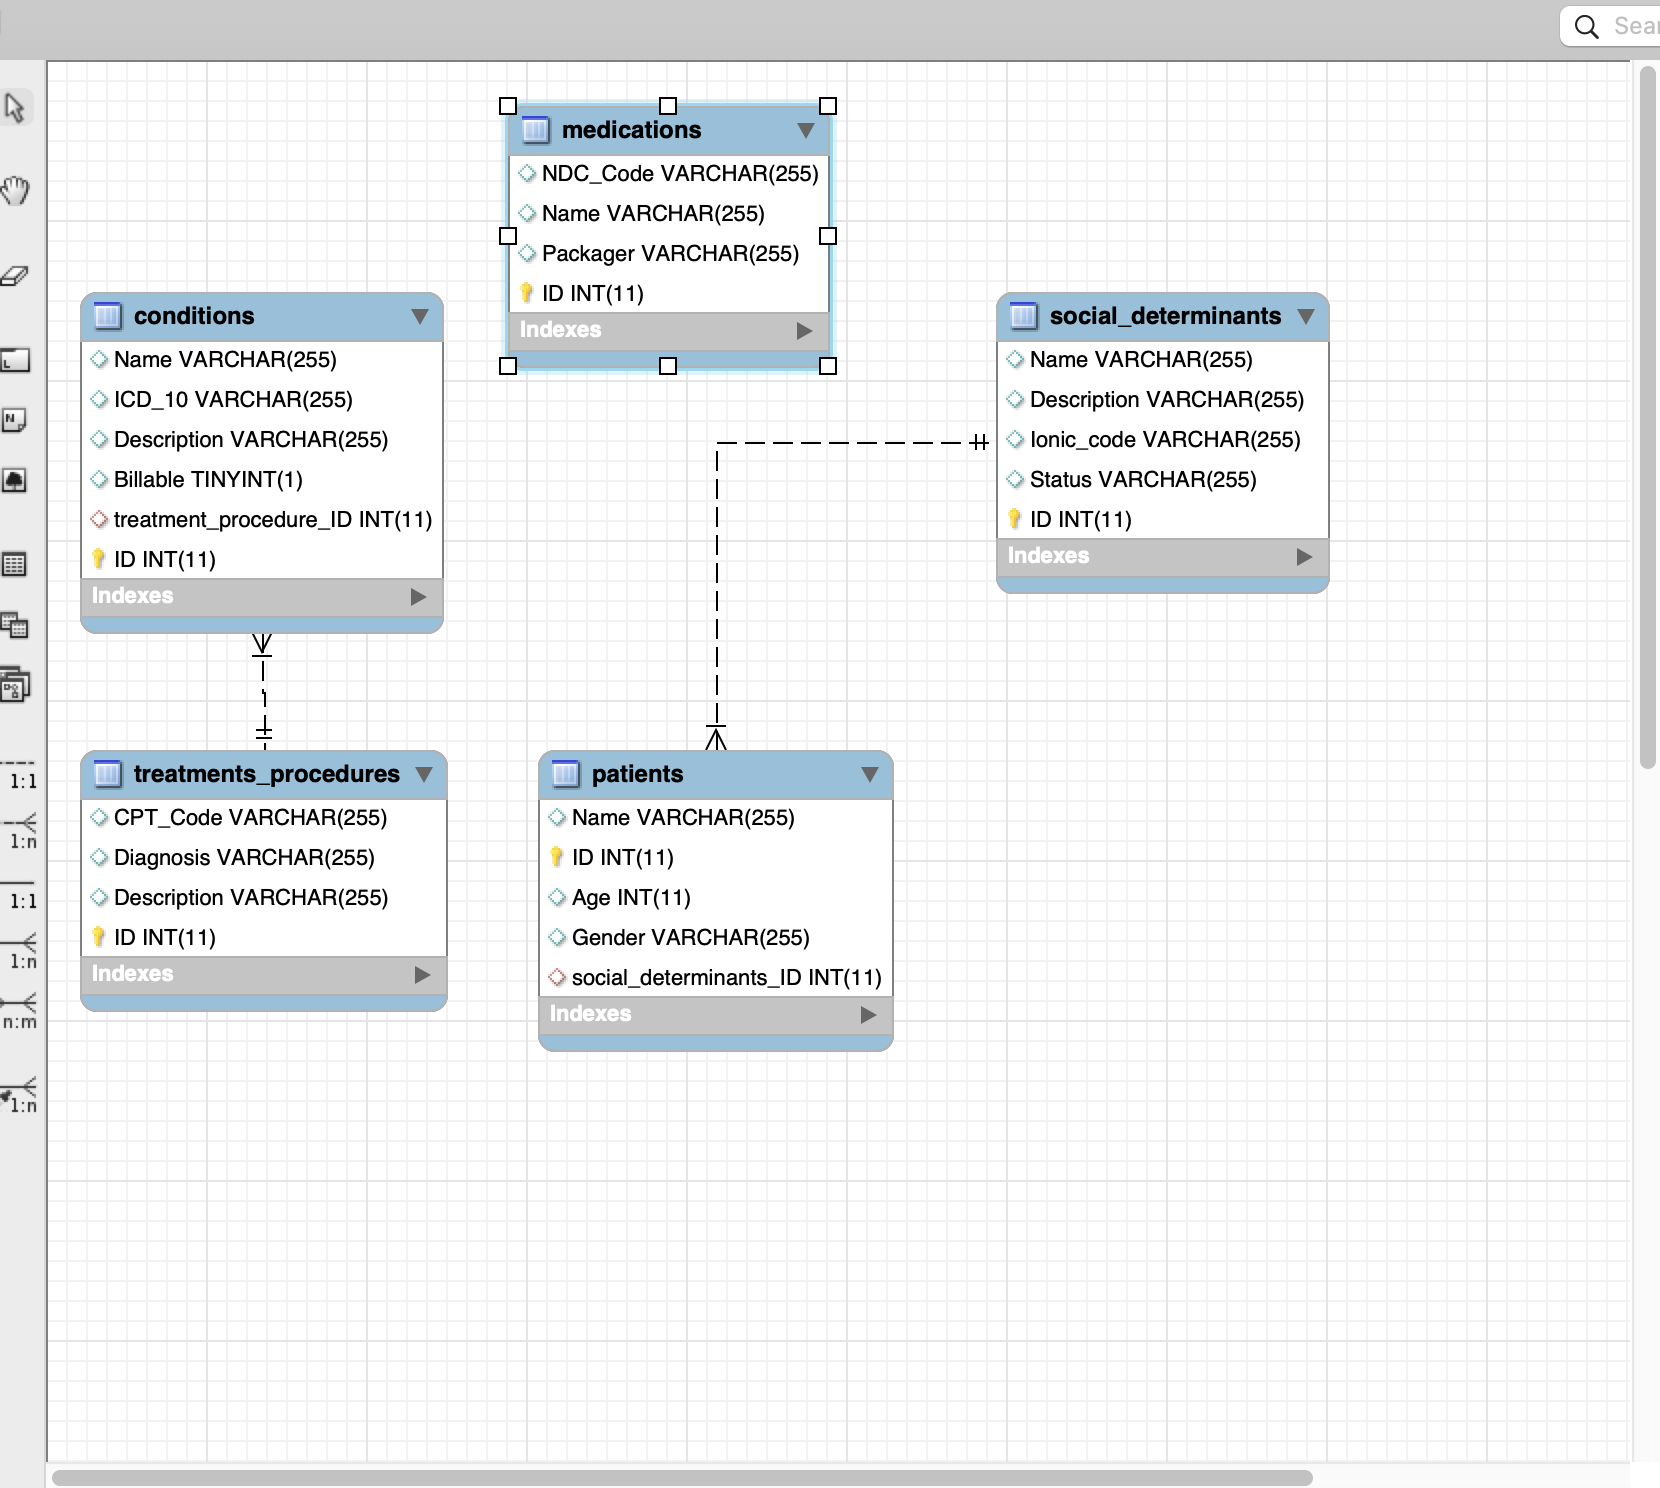 Sear
medications
NDC_Code VARCHAR(255)
Name VARCHAR(255)
Packager VARCHAR(255)
ID INT(11)
Indexes
conditions
Name VARCHAR(255)
ICD_10 VARCHAR(255)
Description VARCHAR(255)
Billable TINYINT(1)
treatment_procedure_ID INT(11)
ID INT(11)
Indexes
social_determinants
Name VARCHAR(255)
Description VARCHAR(255)
Ionic_code VARCHAR(255)
Status VARCHAR(255)
ID INT(11)
Indexes
treatments_procedures
CPT_Code VARCHAR(255)
Diagnosis VARCHAR(255)
Description VARCHAR(255)
ID INT(11)
Indexes
patients
Name VARCHAR(255)
ID INT(11)
Age INT(11)
Gender VARCHAR(255)
social_determinants_ID INT(11)
Indexes
L
N
1:1
1:n
1:1
1:n
n:m
1:n